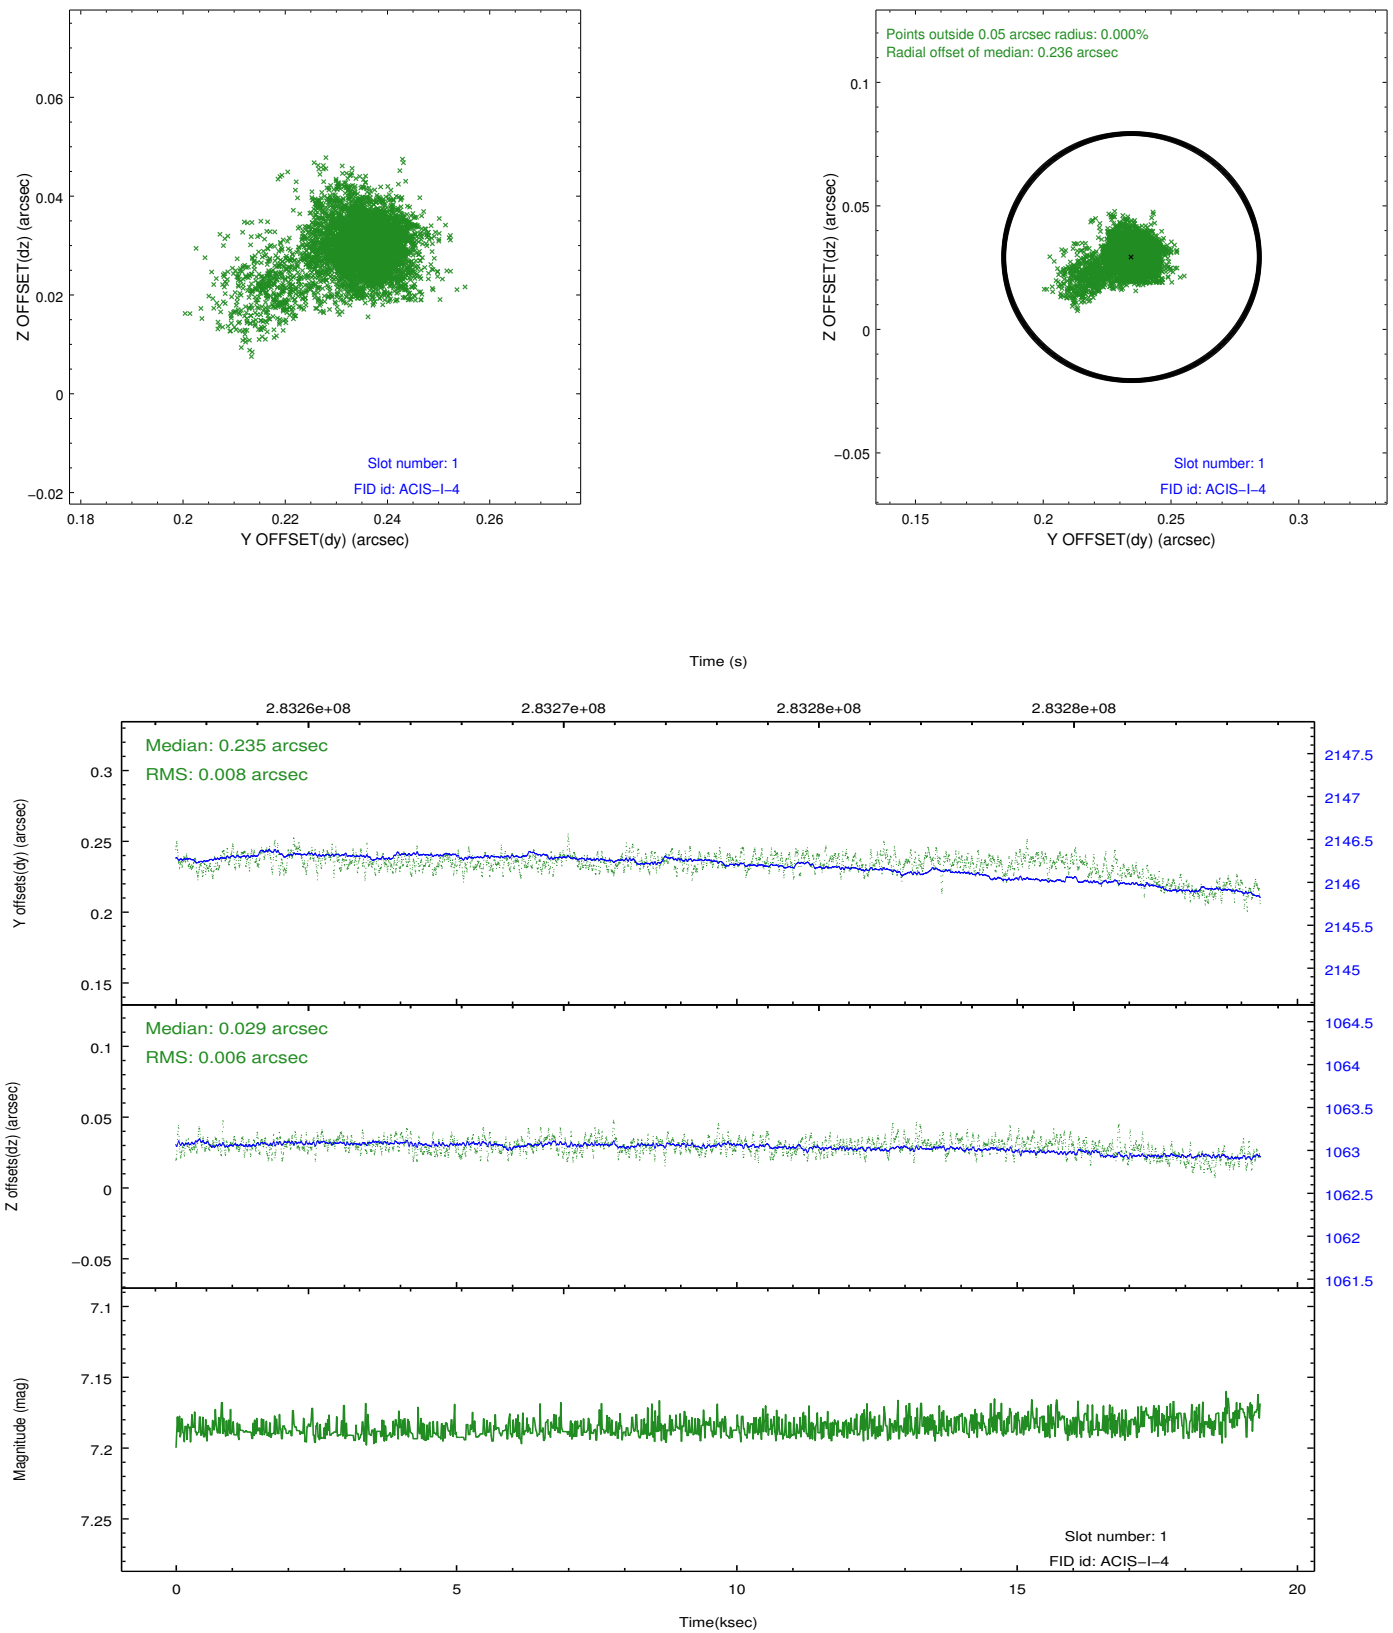 0.06
0.04
0.02
0
−0.02
Z OFFSET(dz) (arcsec)
Slot number: 1
FID id: ACIS−I−4
0.18 0.2 0.22 0.24 0.26
Y OFFSET(dy) (arcsec)
Points outside 0.05 arcsec radius: 0.000%
Radial offset of median: 0.236 arcsec
0.1
0.05
0
−0.05
Z OFFSET(dz) (arcsec)
Slot number: 1
FID id: ACIS−I−4
0.15 0.2 0.25 0.3
Y OFFSET(dy) (arcsec)
Time (s)
2.8326e+08 2.8327e+08 2.8328e+08 2.8328e+08
Median: 0.235 arcsec
RMS: 0.008 arcsec
0.3
0.25
0.2
0.15
Y offsets(dy) (arcsec)
2147.5
2147
2146.5
2146
2145.5
2145
Median: 0.029 arcsec
RMS: 0.006 arcsec
0.1
0.05
0
−0.05
Z offsets(dz) (arcsec)
1064.5
1064
1063.5
1063
1062.5
1062
1061.5
7.1
7.15
7.2
7.25
Magnitude (mag)
Slot number: 1
FID id: ACIS−I−4
0 5 10 15 20
Time(ksec)